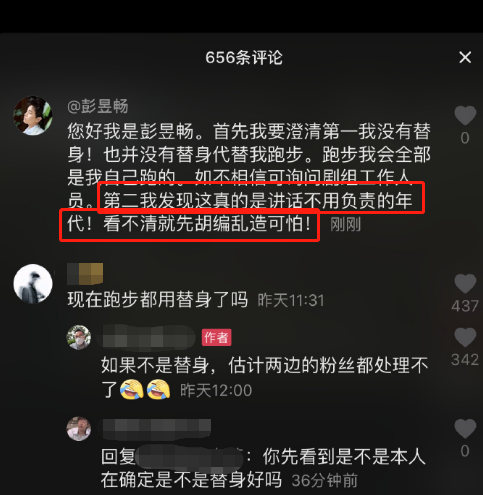 656条评论
@彭昱畅
您好我是彭昱畅。首先我要澄清第一我没有替
身！也并没有替身代替我跑步。跑步我会全部
是我自己跑的。如不相信可询问剧组工作人
员。第二我发现这真的是讲话不用负责的年
代！看不清就先胡编乱造可怕！ 刚刚
0
现在跑步都用替身了吗 昨天11:31
437
作者
如果不是替身，估计两边的粉丝都处理不
了😂😂 昨天12:00
342
回复 ：你先看到是不是本人
在确定是不是替身好吗 36分钟前
0